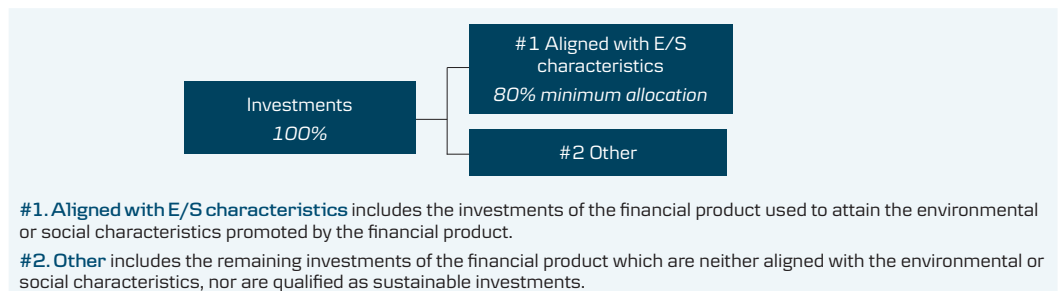 #1 Aligned with E/S
characteristics
80% minimum allocation
Investments
100%
#2 Other
#1. Aligned with E/S characteristics includes the investments of the financial product used to attain the environmental
or social characteristics promoted by the financial product.
#2. Other includes the remaining investments of the financial product which are neither aligned with the environmental or
social characteristics, nor are qualified as sustainable investments.